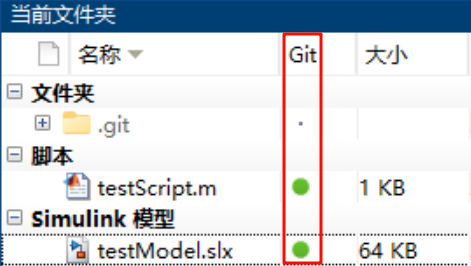 当前文件夹
名称 Git 大小
文件夹
.git
脚本
testScript.m 1 KB
Simulink 模型
testModel.slx 64 KB